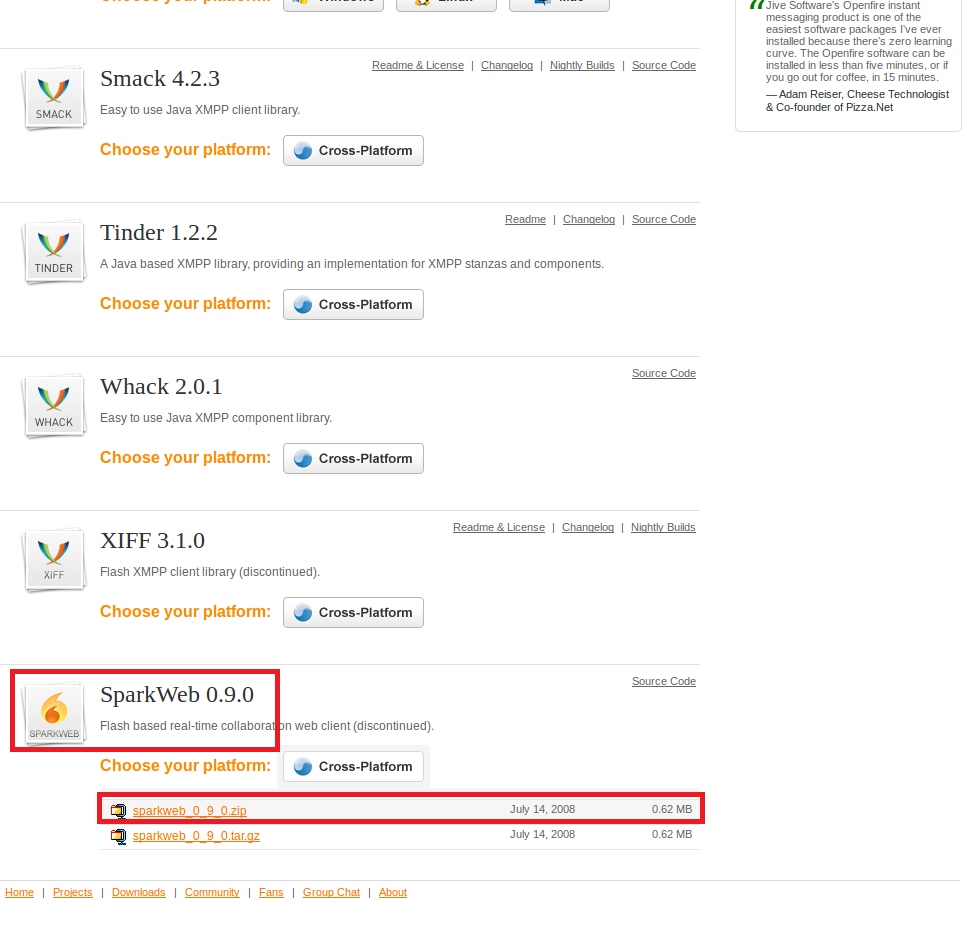 Choose your platform: Windows Linux Mac
Jive Software's Openfire instant
messaging product is one of the
easiest software packages I've ever
installed because there's zero learning
curve. The Openfire software can be
installed in less than five minutes, or if
you go out for coffee, in 15 minutes.
— Adam Reiser, Cheese Technologist
& Co-founder of Pizza.Net
Readme & License | Changelog | Nightly Builds | Source Code
SMACK
Smack 4.2.3
Easy to use Java XMPP client library.
Choose your platform: Cross-Platform
Readme | Changelog | Source Code
TINDER
Tinder 1.2.2
A Java based XMPP library, providing an implementation for XMPP stanzas and components.
Choose your platform: Cross-Platform
Source Code
WHACK
Whack 2.0.1
Easy to use Java XMPP component library.
Choose your platform: Cross-Platform
Readme & License | Changelog | Nightly Builds
XIFF
XIFF 3.1.0
Flash XMPP client library (discontinued).
Choose your platform: Cross-Platform
Source Code
SPARKWEB
SparkWeb 0.9.0
Flash based real-time collaboration web client (discontinued).
Choose your platform: Cross-Platform
sparkweb_0_9_0.zip July 14, 2008 0.62 MB
sparkweb_0_9_0.tar.gz July 14, 2008 0.62 MB
Home | Projects | Downloads | Community | Fans | Group Chat | About